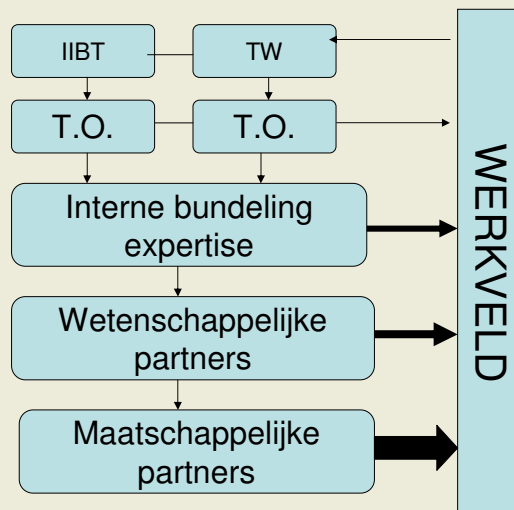 IIBT
TW
T.O.
T.O.
Interne bundeling
expertise
Wetenschappelijke
partners
Maatschappelijke
partners
WERKVELD